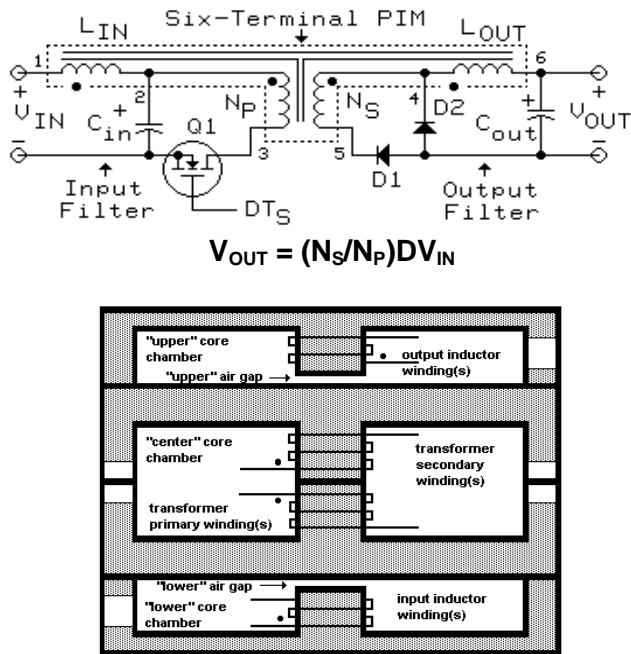 Six-Terminal PIM
L_IN
L_OUT
1
6
+
V_IN
−
2
+
C_in
N_P
Q1
3
N_S
5
4
D2
D1
+
C_out
+
V_OUT
−
Input
Filter
DT_S
Output
Filter
V_OUT = (N_S/N_P)DV_IN
"upper" core
chamber
"upper" air gap
output inductor
winding(s)
"center" core
chamber
transformer
primary winding(s)
transformer
secondary
winding(s)
"lower" air gap
"lower" core
chamber
input inductor
winding(s)